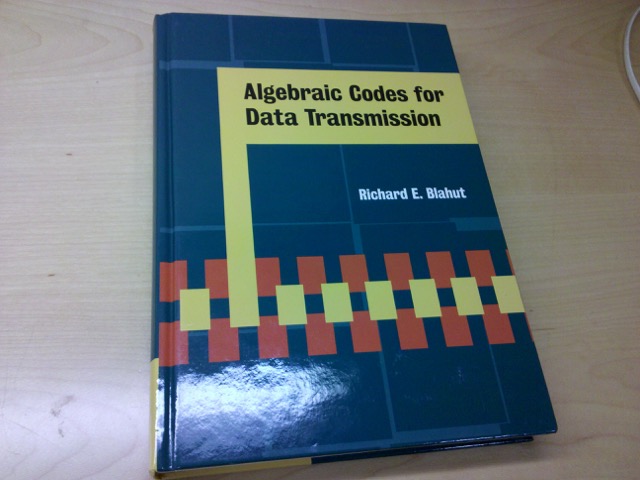 Algebraic Codes for
Data Transmission
Richard E. Blahut